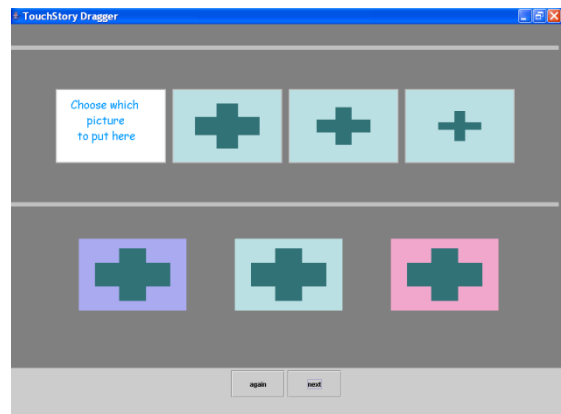 TouchStory Dragger
Choose which
picture
to put here
again
next